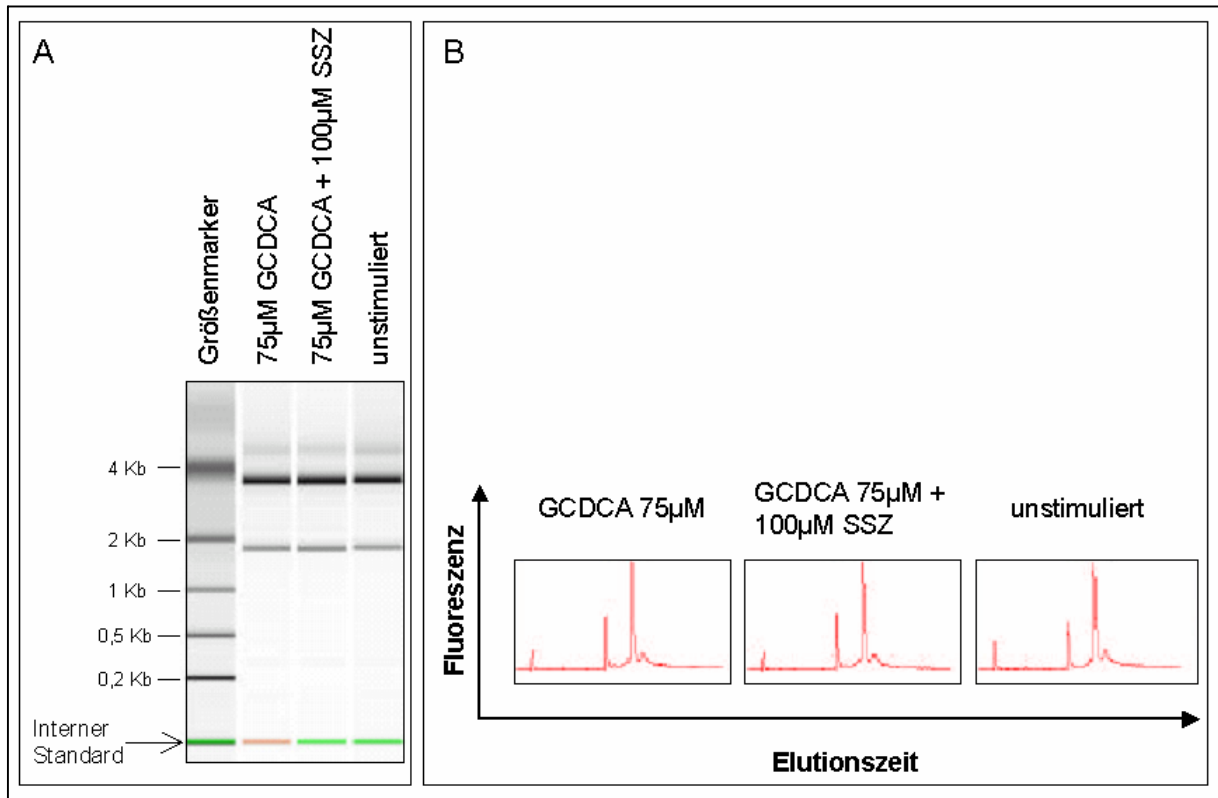 A
Größenmarker
75µM GCDCA
75µM GCDCA + 100µM SSZ
unstimuliert
4 Kb
2 Kb
1 Kb
0,5 Kb
0,2 Kb
Interner
Standard
B
Fluoreszenz
GCDCA 75µM
GCDCA 75µM +
100µM SSZ
unstimuliert
Elutionszeit